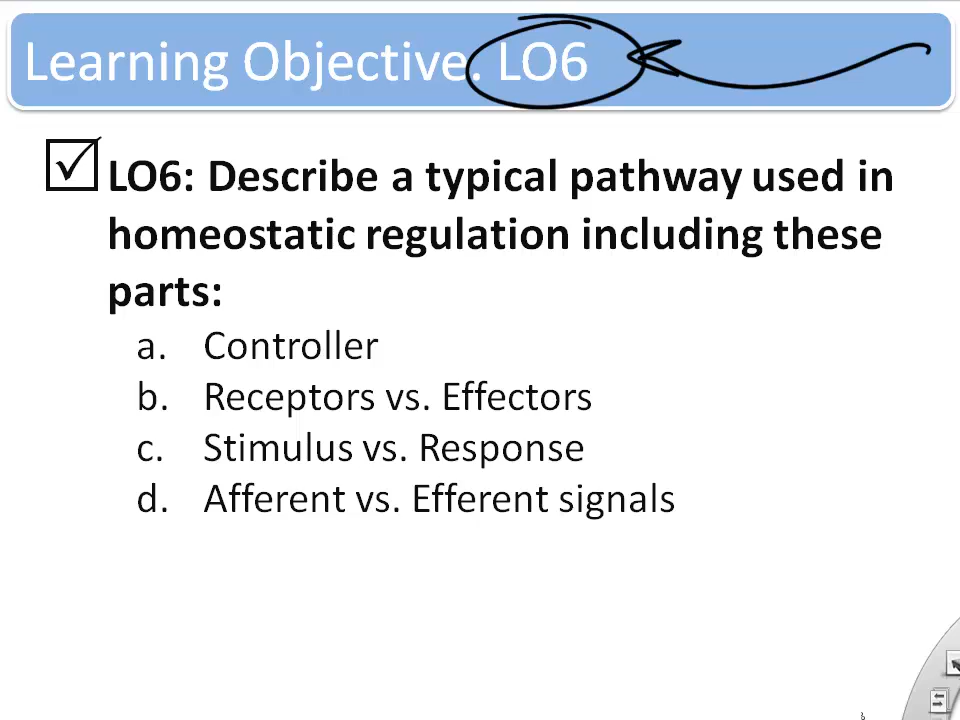 Learning Objective. LO6
LO6: Describe a typical pathway used in
homeostatic regulation including these
parts:
a. Controller
b. Receptors vs. Effectors
c. Stimulus vs. Response
d. Afferent vs. Efferent signals